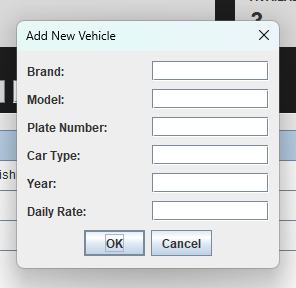 Add New Vehicle
Brand:
Model:
Plate Number:
Car Type:
Year:
Daily Rate:
OK Cancel